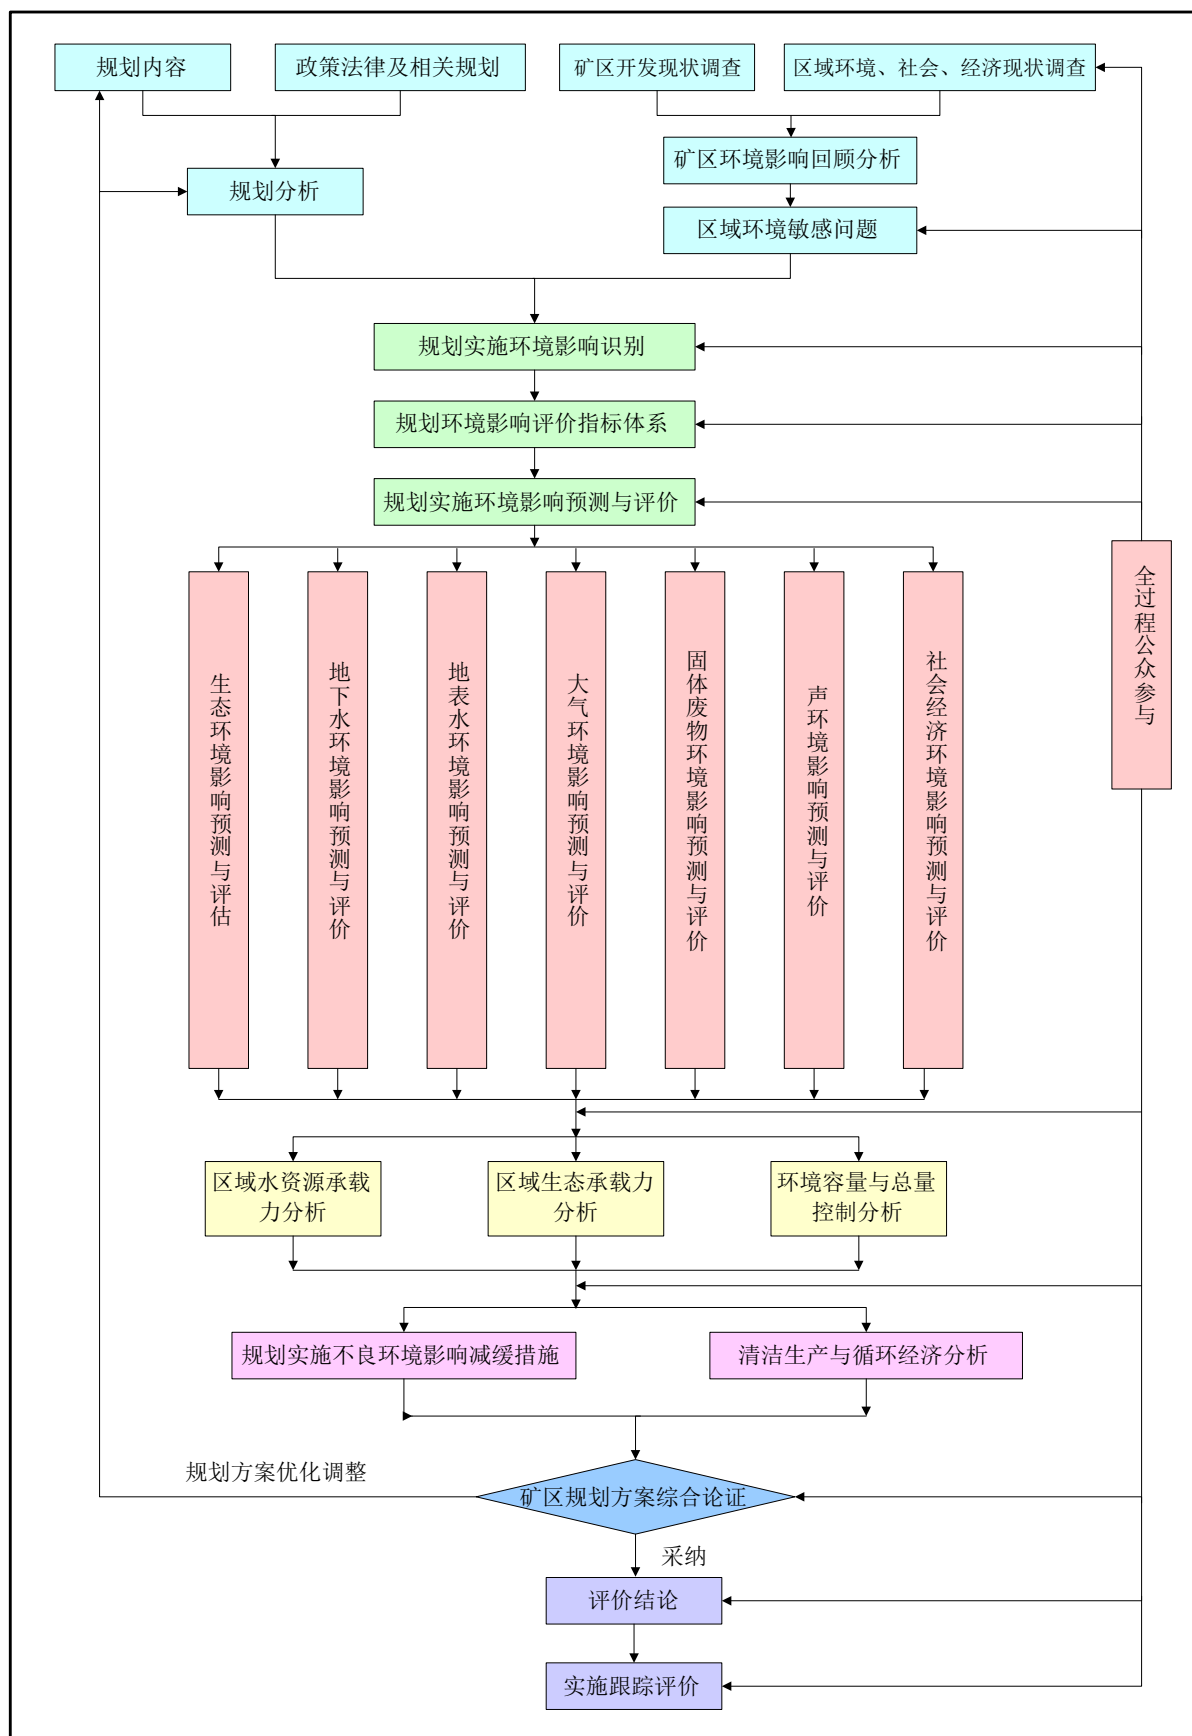 规划内容
政策法律及相关规划
矿区开发现状调查
区域环境、社会、经济现状调查
矿区环境影响回顾分析
规划分析
区域环境敏感问题
规划实施环境影响识别
规划环境影响评价指标体系
规划实施环境影响预测与评价
生态环境影响预测与评估
地下水环境影响预测与评价
地表水环境影响预测与评价
大气环境影响预测与评价
固体废物环境影响预测与评价
声环境影响预测与评价
社会经济环境影响预测与评价
全过程公众参与
区域水资源承载
力分析
区域生态承载力
分析
环境容量与总量
控制分析
规划实施不良环境影响减缓措施
清洁生产与循环经济分析
规划方案优化调整
矿区规划方案综合论证
采纳
评价结论
实施跟踪评价